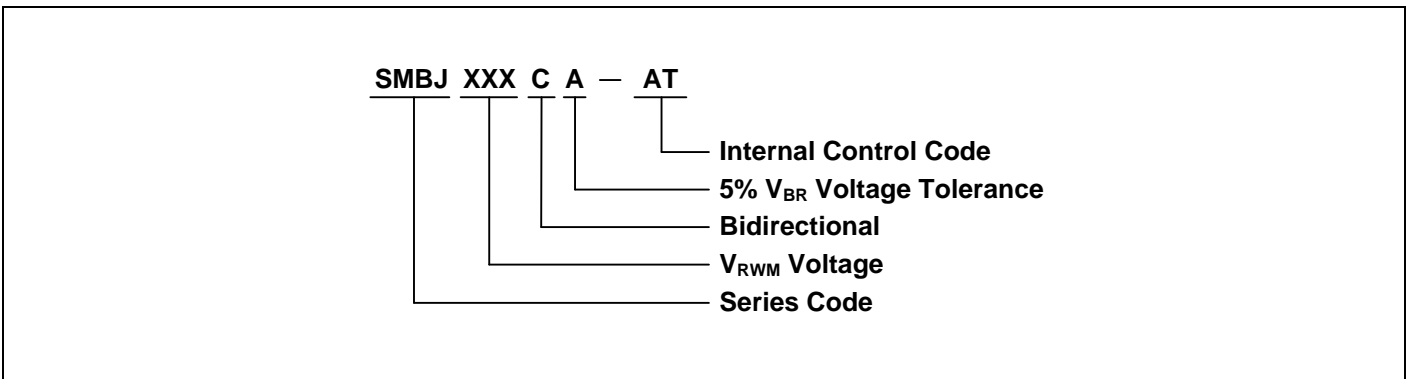 SMBJ XXX C A — AT
Internal Control Code
5% VBR Voltage Tolerance
Bidirectional
VRWM Voltage
Series Code